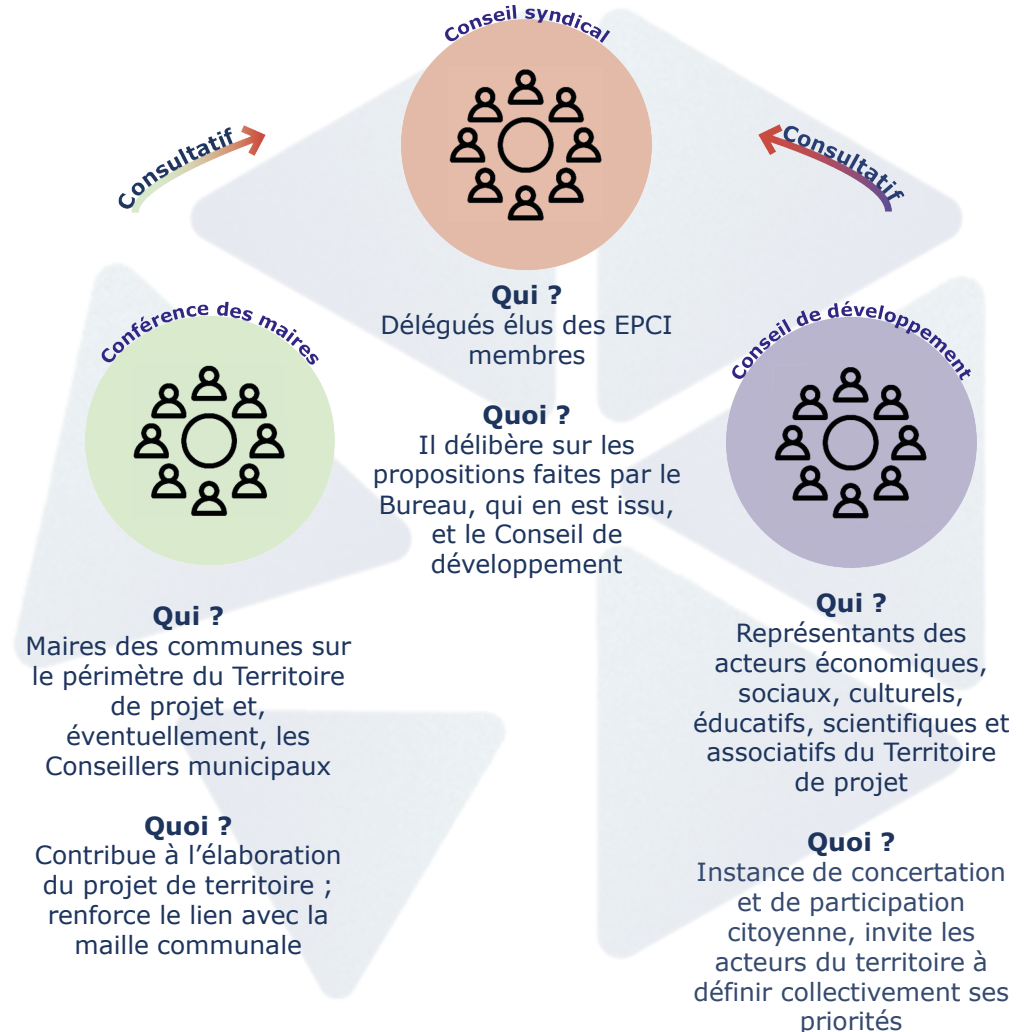 Conseil syndical
Consultatif
Consultatif
Qui ?
Délégués élus des EPCI
membres
Quoi ?
Il délibère sur les
propositions faites par le
Bureau, qui en est issu,
et le Conseil de
développement
Conférence des maires
Qui ?
Maires des communes sur
le périmètre du Territoire
de projet et,
éventuellement, les
Conseillers municipaux
Quoi ?
Contribue à l’élaboration
du projet de territoire ;
renforce le lien avec la
maille communale
Conseil de développement
Qui ?
Représentants des
acteurs économiques,
sociaux, culturels,
éducatifs, scientifiques et
associatifs du Territoire
de projet
Quoi ?
Instance de concertation
et de participation
citoyenne, invite les
acteurs du territoire à
définir collectivement ses
priorités